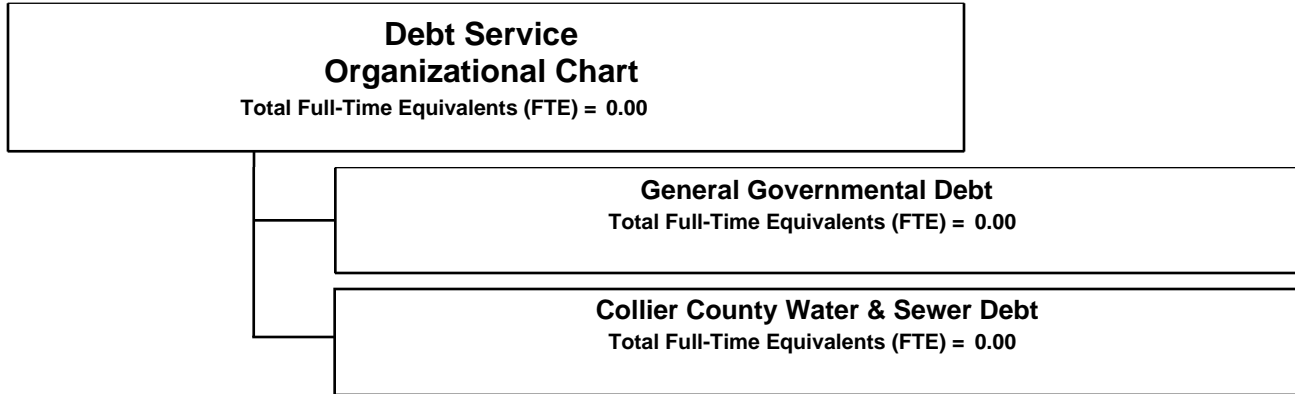 Debt Service
Organizational Chart
Total Full-Time Equivalents (FTE) = 0.00
General Governmental Debt
Total Full-Time Equivalents (FTE) = 0.00
Collier County Water & Sewer Debt
Total Full-Time Equivalents (FTE) = 0.00